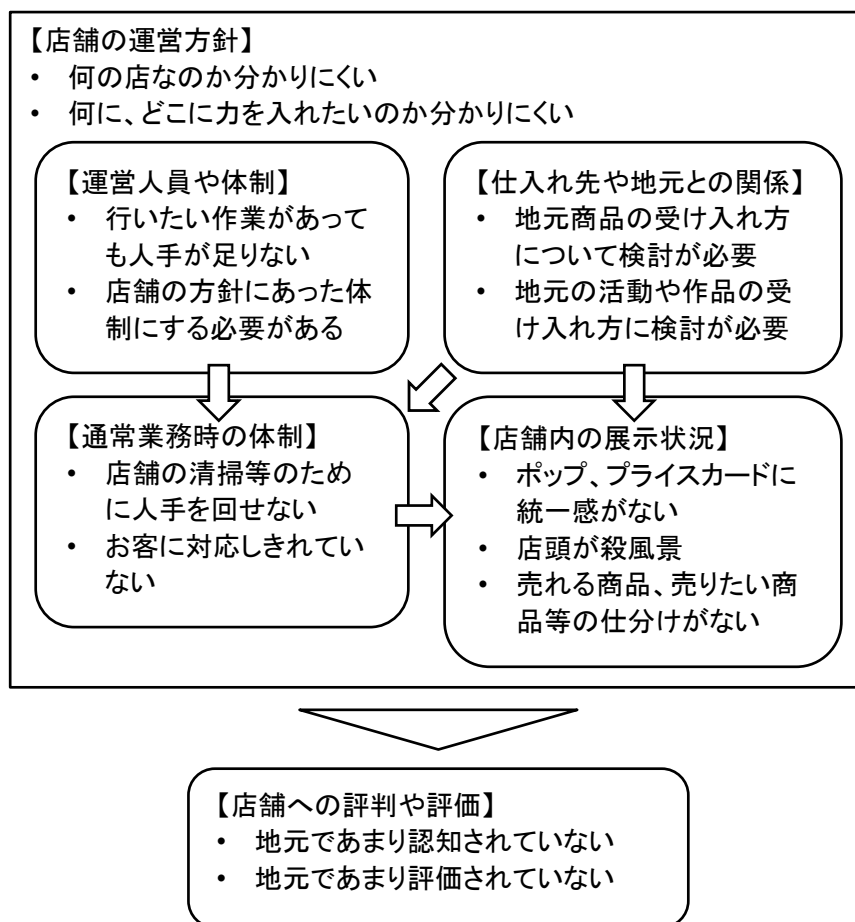 【店舗の運営方針】
• 何の店なのか分かりにくい
• 何に、どこに力を入れたいのか分かりにくい
【運営人員や体制】
• 行いたい作業があって
も人手が足りない
• 店舗の方針にあった体
制にする必要がある
【仕入れ先や地元との関係】
• 地元商品の受け入れ方
について検討が必要
• 地元の活動や作品の受
け入れ方に検討が必要
【通常業務時の体制】
• 店舗の清掃等のため
に人手を回せない
• お客に対応しきれてい
ない
【店舗内の展示状況】
• ポップ、プライスカードに
統一感がない
• 店頭が殺風景
• 売れる商品、売りたい商
品等の仕分けがない
【店舗への評判や評価】
• 地元であまり認知されていない
• 地元であまり評価されていない